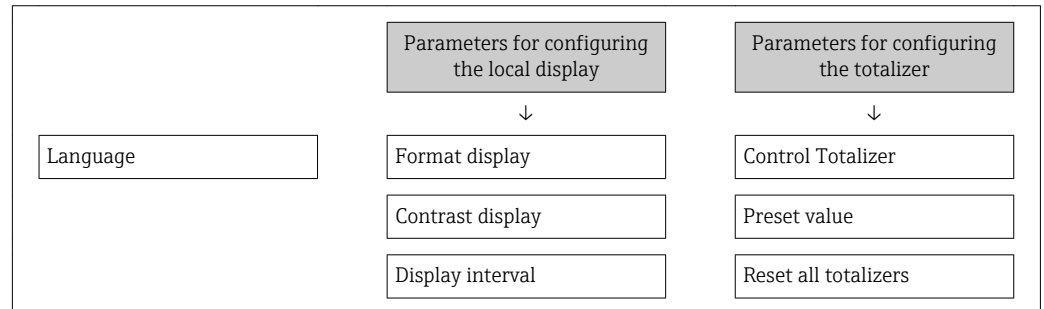 Parameters for configuring
the local display
Parameters for configuring
the totalizer
↓
↓
Language
Format display
Control Totalizer
Contrast display
Preset value
Display interval
Reset all totalizers